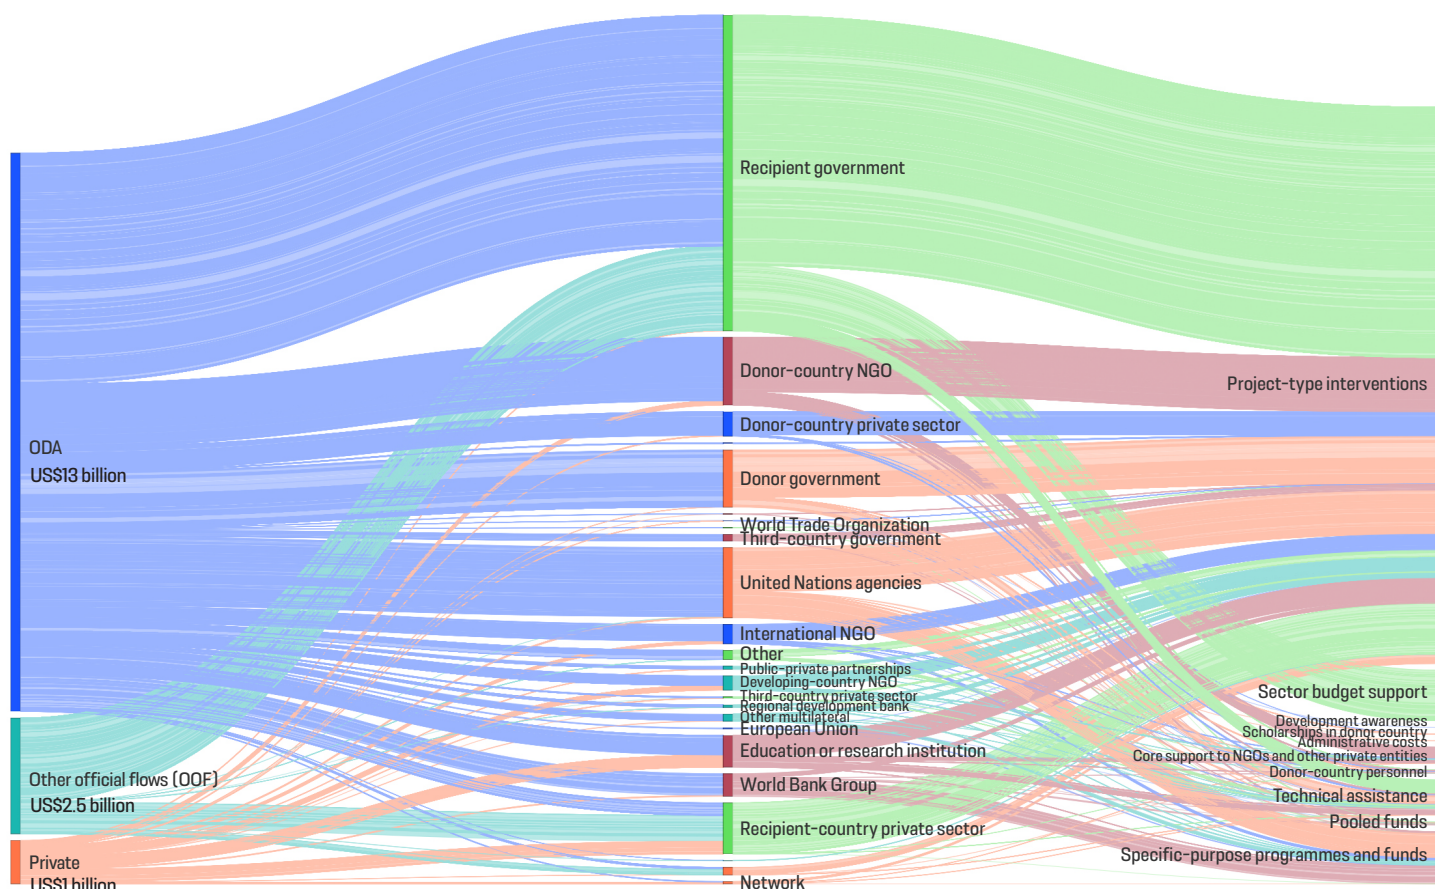 ODA
US$13 billion
Other official flows (OOF)
US$2.5 billion
Private
US$1 billion
Recipient government
Donor-country NGO
Donor-country private sector
Donor government
World Trade Organization
Third-country government
United Nations agencies
International NGO
Other
Public-private partnerships
Developing-country NGO
Third-country private sector
Regional development bank
Other multilateral
European Union
Education or research institution
World Bank Group
Recipient-country private sector
Network
Project-type interventions
Sector budget support
Development awareness
Scholarships in donor country
Administrative costs
Core support to NGOs and other private entities
Donor-country personnel
Technical assistance
Pooled funds
Specific-purpose programmes and funds